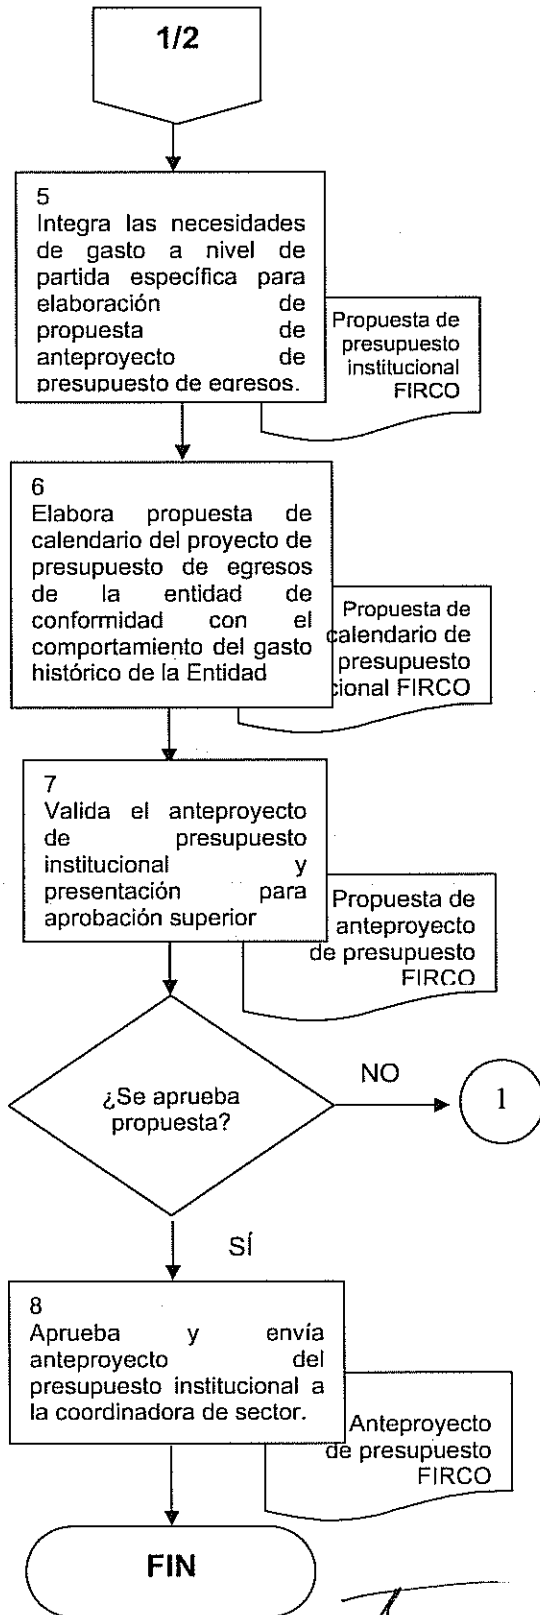 1/2
5
Integra las necesidades
de gasto a nivel de
partida específica para
elaboración de
propuesta de
anteproyecto de
presupuesto de egresos.
Propuesta de
presupuesto
institucional
FIRCO
6
Elabora propuesta de
calendario del proyecto de
presupuesto de egresos
de la entidad de
conformidad con el
comportamiento del gasto
histórico de la Entidad
Propuesta de
calendario de
presupuesto
cional FIRCO
7
Valida el anteproyecto
de presupuesto
institucional y
presentación para
aprobación superior
Propuesta de
anteproyecto
de presupuesto
FIRCO
¿Se aprueba
propuesta?
NO
1
SÍ
8
Aprueba y envía
anteproyecto del
presupuesto institucional a
la coordinadora de sector.
Anteproyecto
de presupuesto
FIRCO
FIN